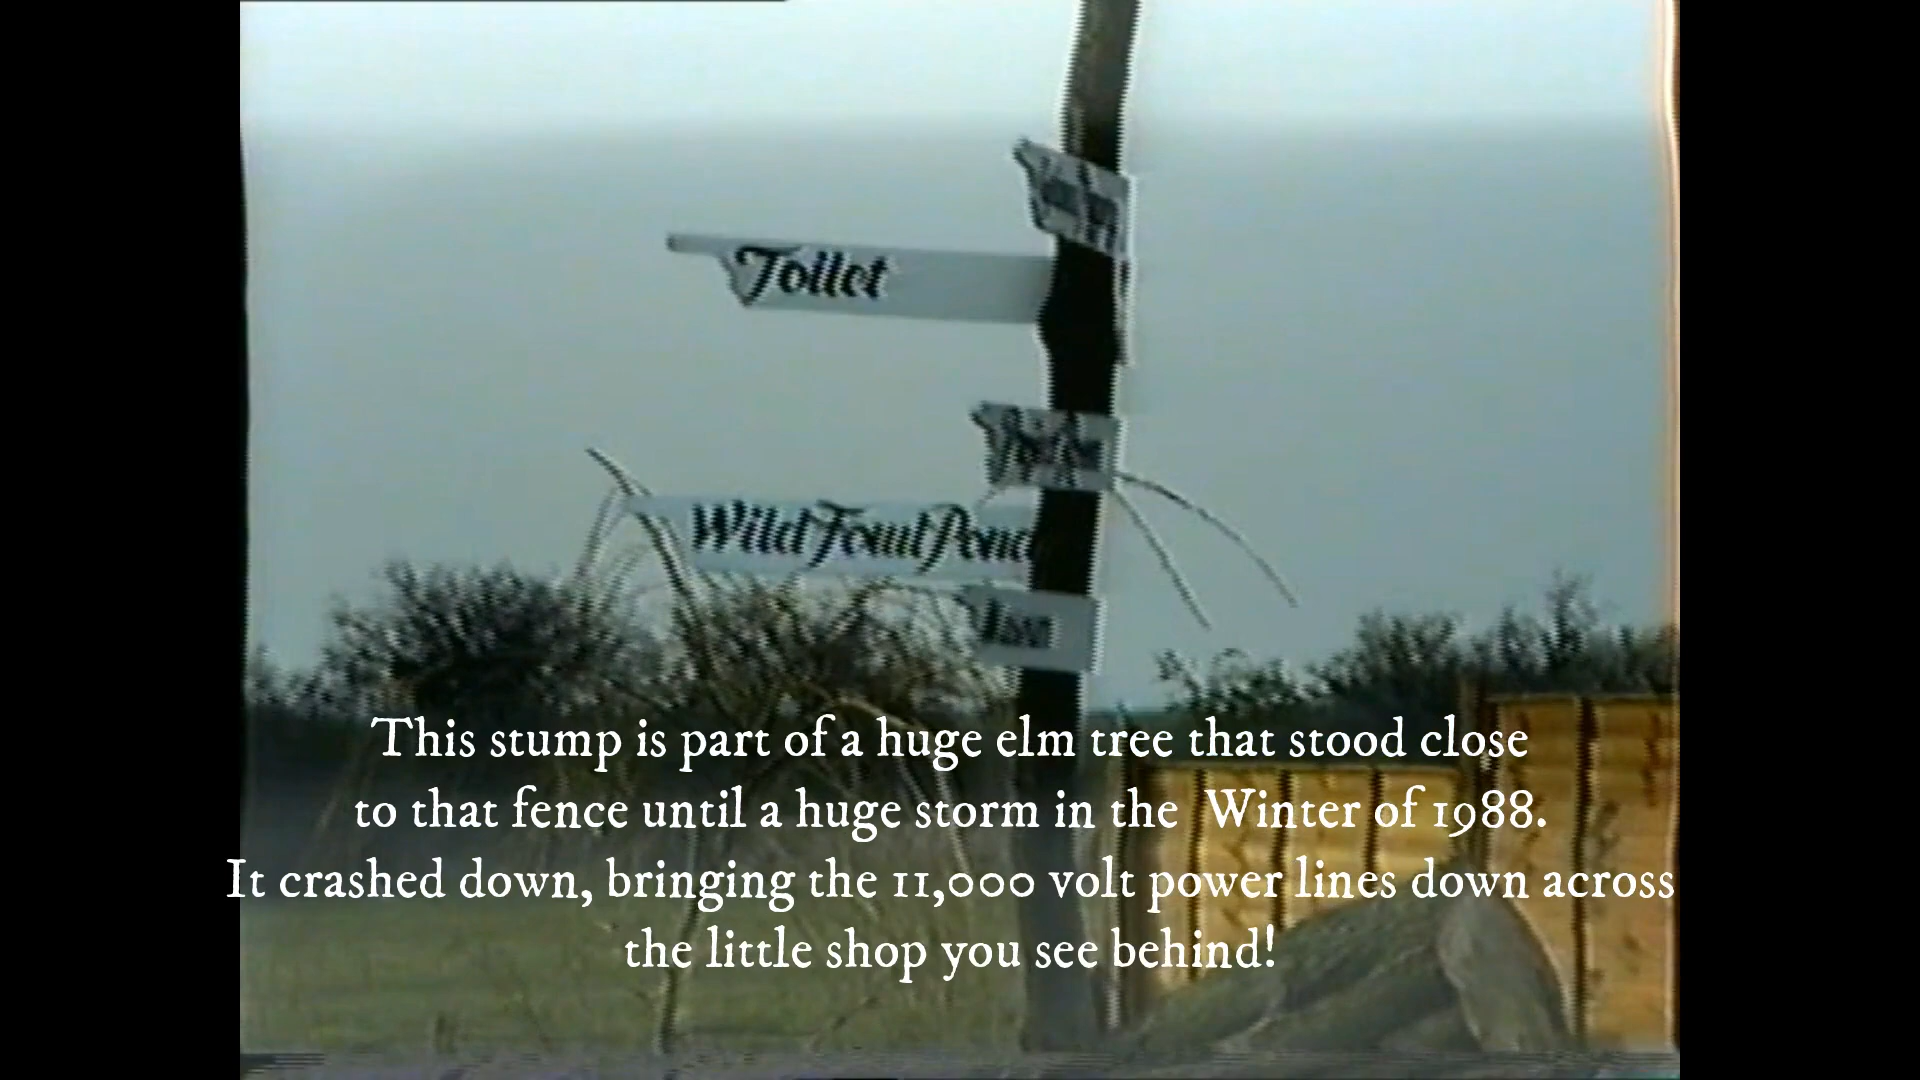 Toilet
Wild Fowl Pond
This stump is part of a huge elm tree that stood close
to that fence until a huge storm in the Winter of 1988.
It crashed down, bringing the 11,000 volt power lines down across
the little shop you see behind!